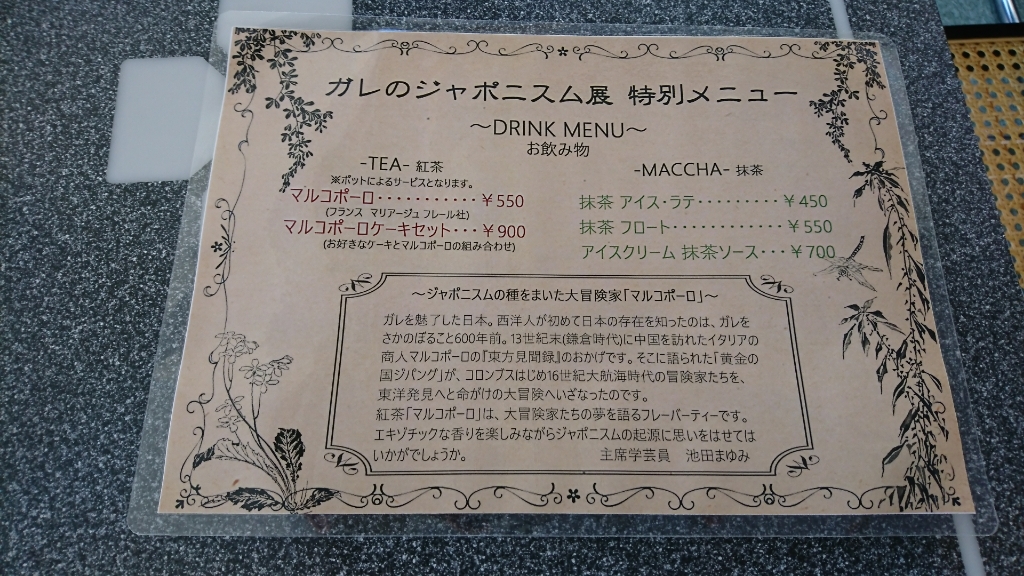 ガレのジャポニスム展 特別メニュー
～DRINK MENU～
お飲み物
-TEA- 紅茶
※ポットによるサービスとなります。
マルコポーロ・・・・・・・・・・・¥550
(フランス マリアージュ フレール社)
マルコポーロケーキセット・・・¥900
(お好きなケーキとマルコポーロの組み合わせ)
-MACCHA- 抹茶
抹茶 アイス・ラテ・・・・・・・・・¥450
抹茶 フロート・・・・・・・・・・・・¥550
アイスクリーム 抹茶ソース・・・¥700
～ジャポニスムの種をまいた大冒険家「マルコポーロ」～
ガレを魅了した日本。西洋人が初めて日本の存在を知ったのは、ガレを
さかのぼること600年前。13世紀末(鎌倉時代)に中国を訪れたイタリアの
商人マルコポーロの『東方見聞録』のおかげです。そこに語られた「黄金の
国ジパング」が、コロンブスはじめ16世紀大航海時代の冒険家たちを、
東洋発見へと命がけの大冒険へいざなったのです。
紅茶「マルコポーロ」は、大冒険家たちの夢を語るフレーバーティーです。
エキゾチックな香りを楽しみながらジャポニスムの起源に思いをはせては
いかがでしょうか。 主席学芸員 池田まゆみ